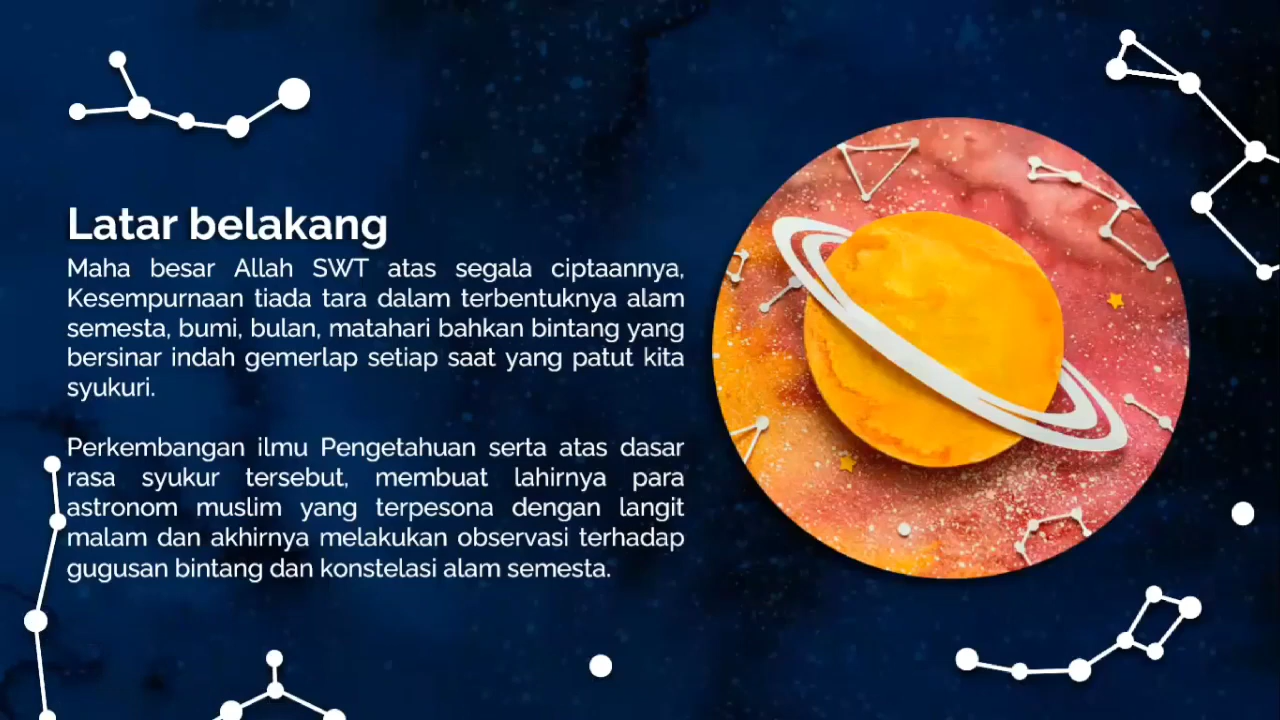 Latar belakang
Maha besar Allah SWT atas segala ciptaannya,
Kesempurnaan tiada tara dalam terbentuknya alam
semesta, bumi, bulan, matahari bahkan bintang yang
bersinar indah gemerlap setiap saat yang patut kita
syukuri.
Perkembangan ilmu Pengetahuan serta atas dasar
rasa syukur tersebut, membuat lahirnya para
astronom muslim yang terpesona dengan langit
malam dan akhirnya melakukan observasi terhadap
gugusan bintang dan konstelasi alam semesta.